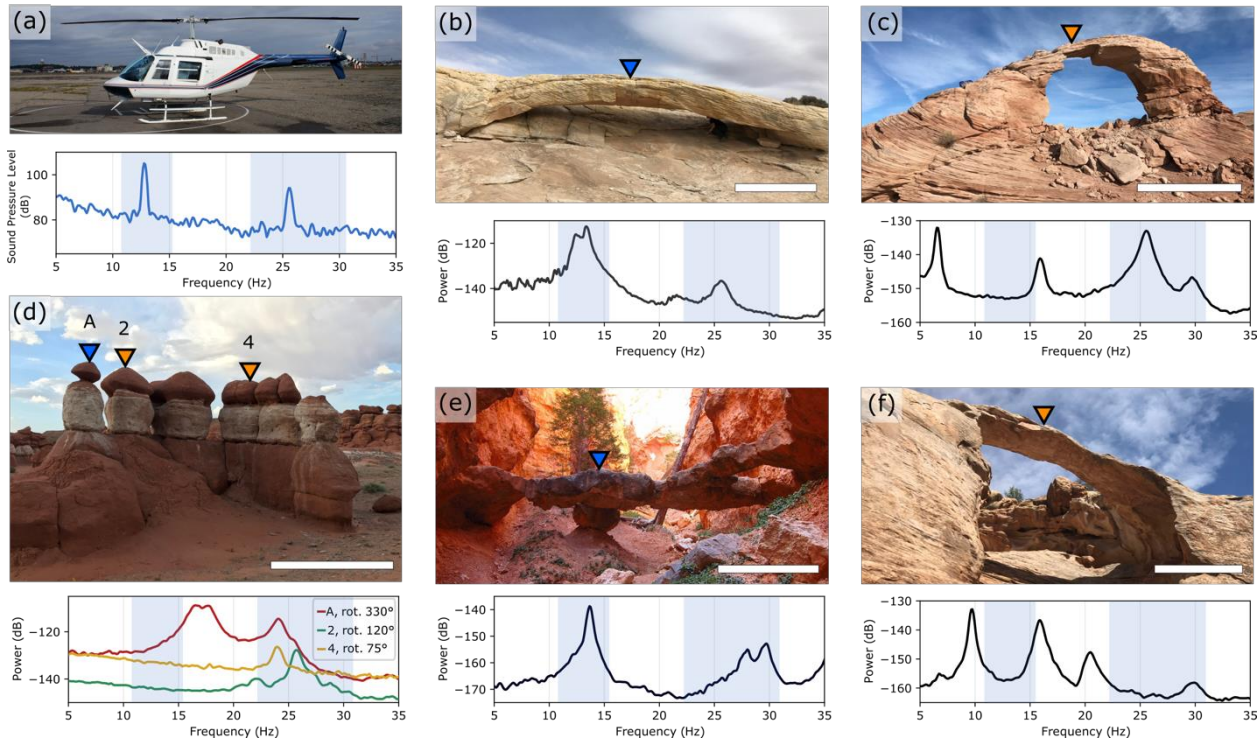 (a)
Sound Pressure Level
(dB)
100
80
5 10 15 20 25 30 35
Frequency (Hz)
(b)
Power (dB)
−120
−140
5 10 15 20 25 30 35
Frequency (Hz)
(c)
Power (dB)
−130
−140
−150
−160
5 10 15 20 25 30 35
Frequency (Hz)
(d)
A
2
4
Power (dB)
−120
−140
A, rot. 330°
2, rot. 120°
4, rot. 75°
5 10 15 20 25 30 35
Frequency (Hz)
(e)
Power (dB)
−140
−150
−160
−170
5 10 15 20 25 30 35
Frequency (Hz)
(f)
Power (dB)
−130
−140
−150
−160
5 10 15 20 25 30 35
Frequency (Hz)